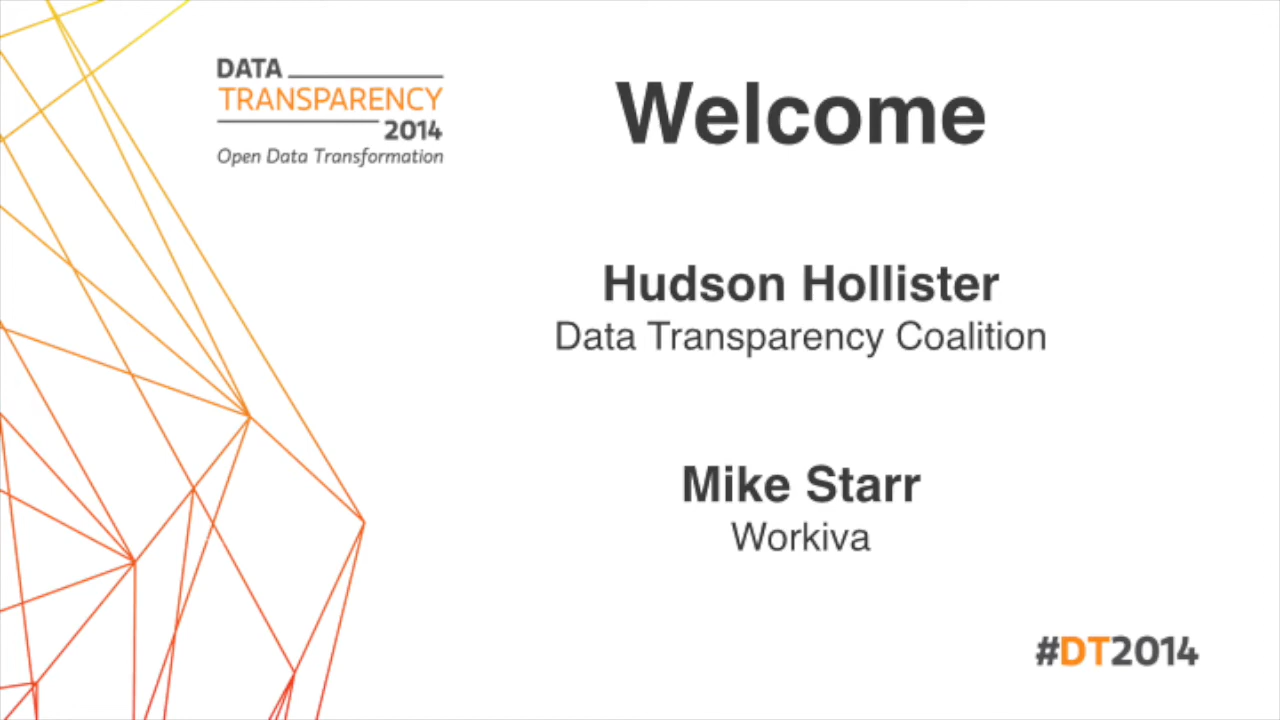 DATA
TRANSPARENCY
2014
Open Data Transformation
Welcome
Hudson Hollister
Data Transparency Coalition
Mike Starr
Workiva
#DT2014